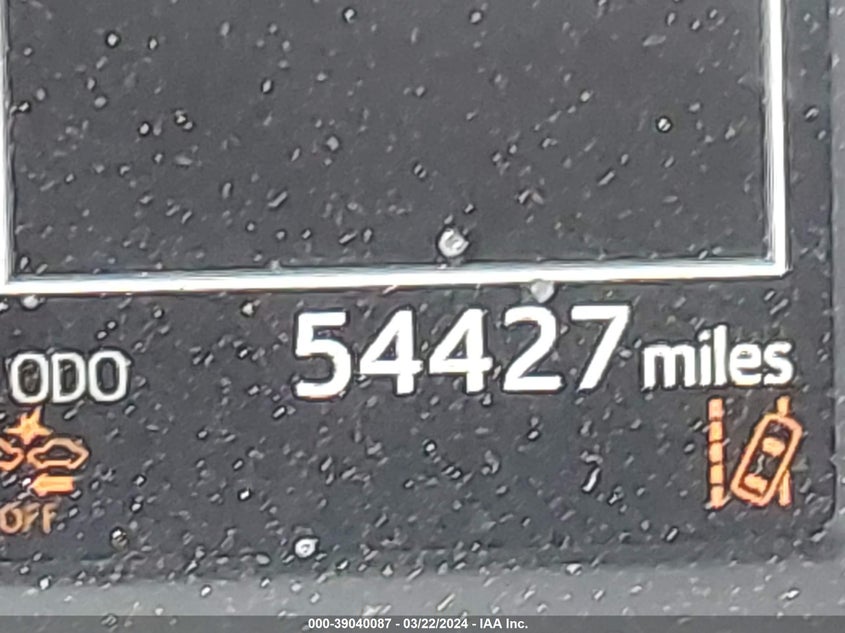 ODO 54427 miles
OFF
000-39040087 - 03/22/2024 - IAA Inc.